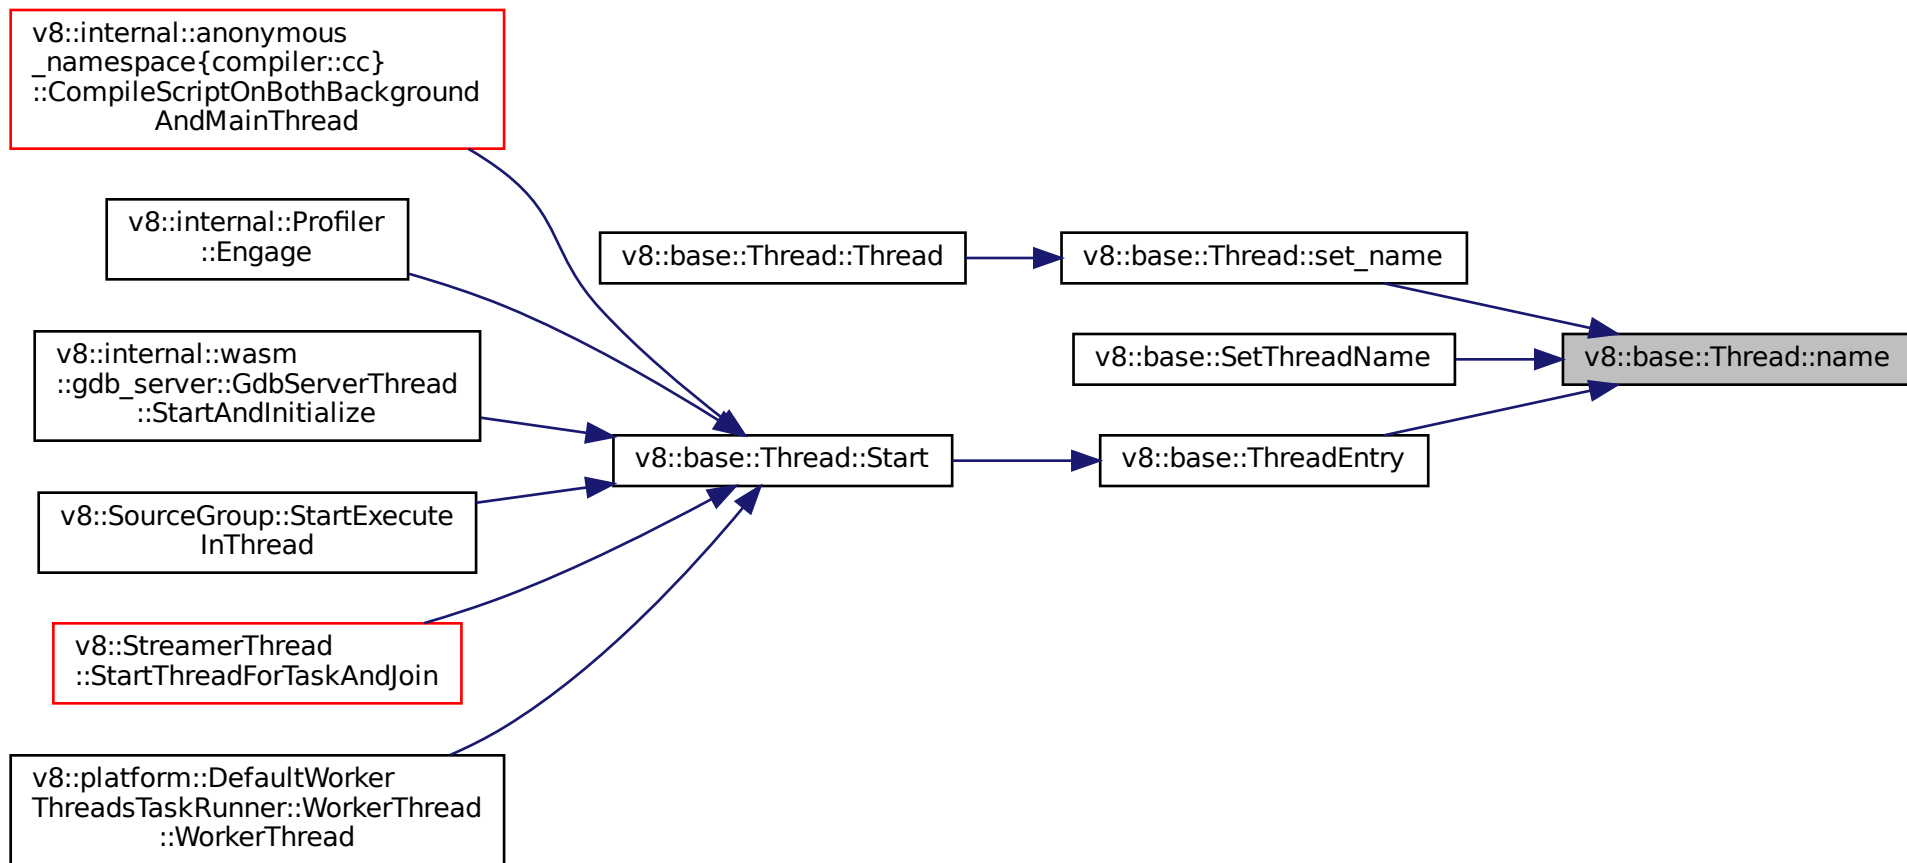 v8::internal::anonymous
_namespace{compiler::cc}
::CompileScriptOnBothBackground
AndMainThread
v8::internal::Profiler
::Engage
v8::internal::wasm
::gdb_server::GdbServerThread
::StartAndInitialize
v8::SourceGroup::StartExecute
InThread
v8::StreamerThread
::StartThreadForTaskAndJoin
v8::platform::DefaultWorker
ThreadsTaskRunner::WorkerThread
::WorkerThread
v8::base::Thread::Thread
v8::base::Thread::Start
v8::base::Thread::set_name
v8::base::SetThreadName
v8::base::ThreadEntry
v8::base::Thread::name